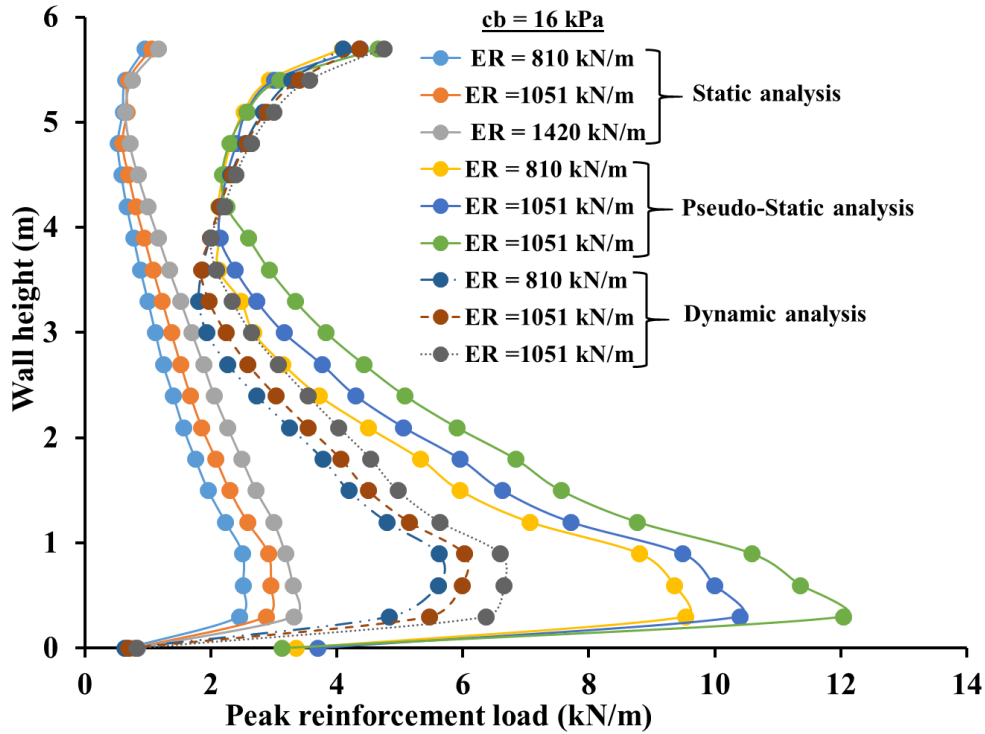 cb = 16 kPa
ER = 810 kN/m
ER =1051 kN/m
ER = 1420 kN/m
Static analysis
ER = 810 kN/m
ER =1051 kN/m
ER =1051 kN/m
Pseudo-Static analysis
ER = 810 kN/m
ER =1051 kN/m
ER =1051 kN/m
Dynamic analysis
Wall height (m)
6
5
4
3
2
1
0
0 2 4 6 8 10 12 14
Peak reinforcement load (kN/m)